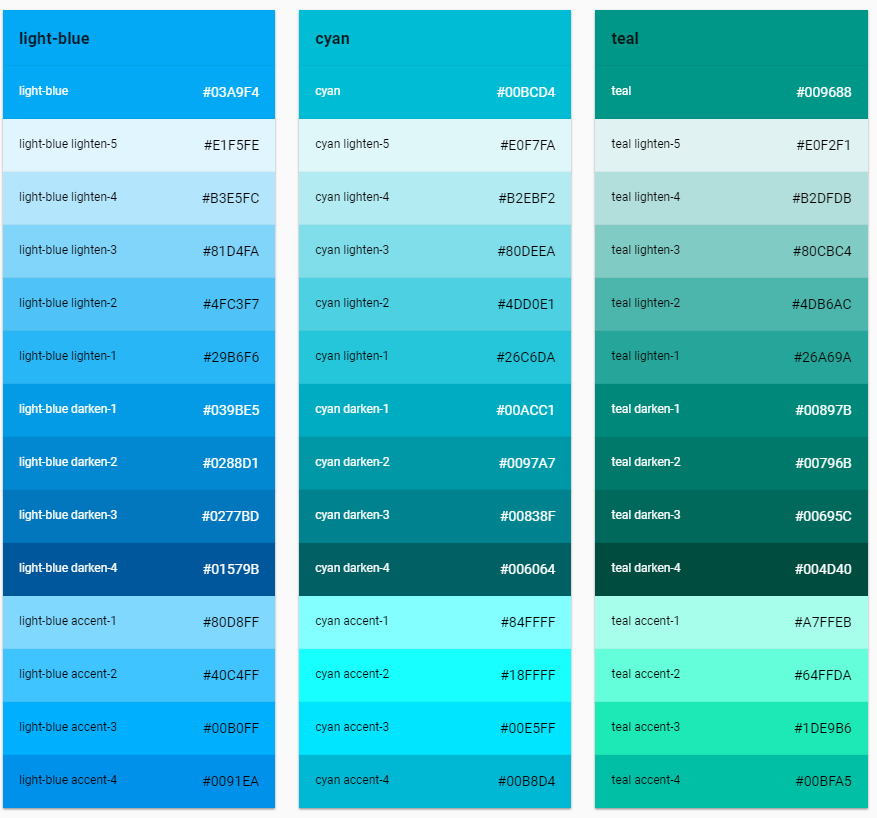 light-blue
light-blue #03A9F4
light-blue lighten-5 #E1F5FE
light-blue lighten-4 #B3E5FC
light-blue lighten-3 #81D4FA
light-blue lighten-2 #4FC3F7
light-blue lighten-1 #29B6F6
light-blue darken-1 #039BE5
light-blue darken-2 #0288D1
light-blue darken-3 #0277BD
light-blue darken-4 #01579B
light-blue accent-1 #80D8FF
light-blue accent-2 #40C4FF
light-blue accent-3 #00B0FF
light-blue accent-4 #0091EA
cyan
cyan #00BCD4
cyan lighten-5 #E0F7FA
cyan lighten-4 #B2EBF2
cyan lighten-3 #80DEEA
cyan lighten-2 #4DD0E1
cyan lighten-1 #26C6DA
cyan darken-1 #00ACC1
cyan darken-2 #0097A7
cyan darken-3 #00838F
cyan darken-4 #006064
cyan accent-1 #84FFFF
cyan accent-2 #18FFFF
cyan accent-3 #00E5FF
cyan accent-4 #00B8D4
teal
teal #009688
teal lighten-5 #E0F2F1
teal lighten-4 #B2DFDB
teal lighten-3 #80CBC4
teal lighten-2 #4DB6AC
teal lighten-1 #26A69A
teal darken-1 #00897B
teal darken-2 #00796B
teal darken-3 #00695C
teal darken-4 #004D40
teal accent-1 #A7FFEB
teal accent-2 #64FFDA
teal accent-3 #1DE9B6
teal accent-4 #00BFA5